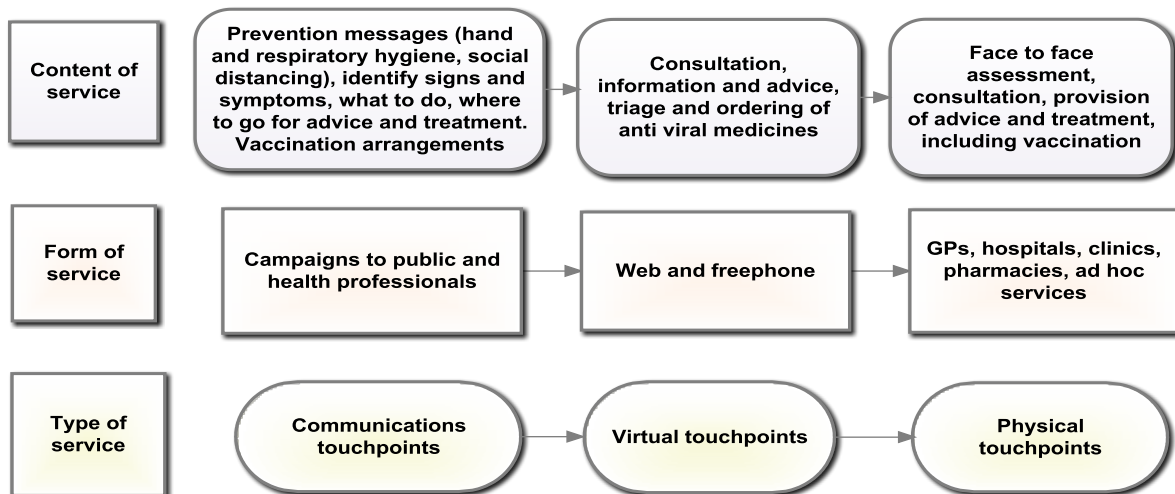 Content of
service
Prevention messages (hand
and respiratory hygiene, social
distancing), identify signs and
symptoms, what to do, where
to go for advice and treatment.
Vaccination arrangements
Consultation,
information and advice,
triage and ordering of
anti viral medicines
Face to face
assessment,
consultation, provision
of advice and treatment,
including vaccination
Form of
service
Campaigns to public and
health professionals
Web and freephone
GPs, hospitals, clinics,
pharmacies, ad hoc
services
Type of
service
Communications
touchpoints
Virtual touchpoints
Physical
touchpoints